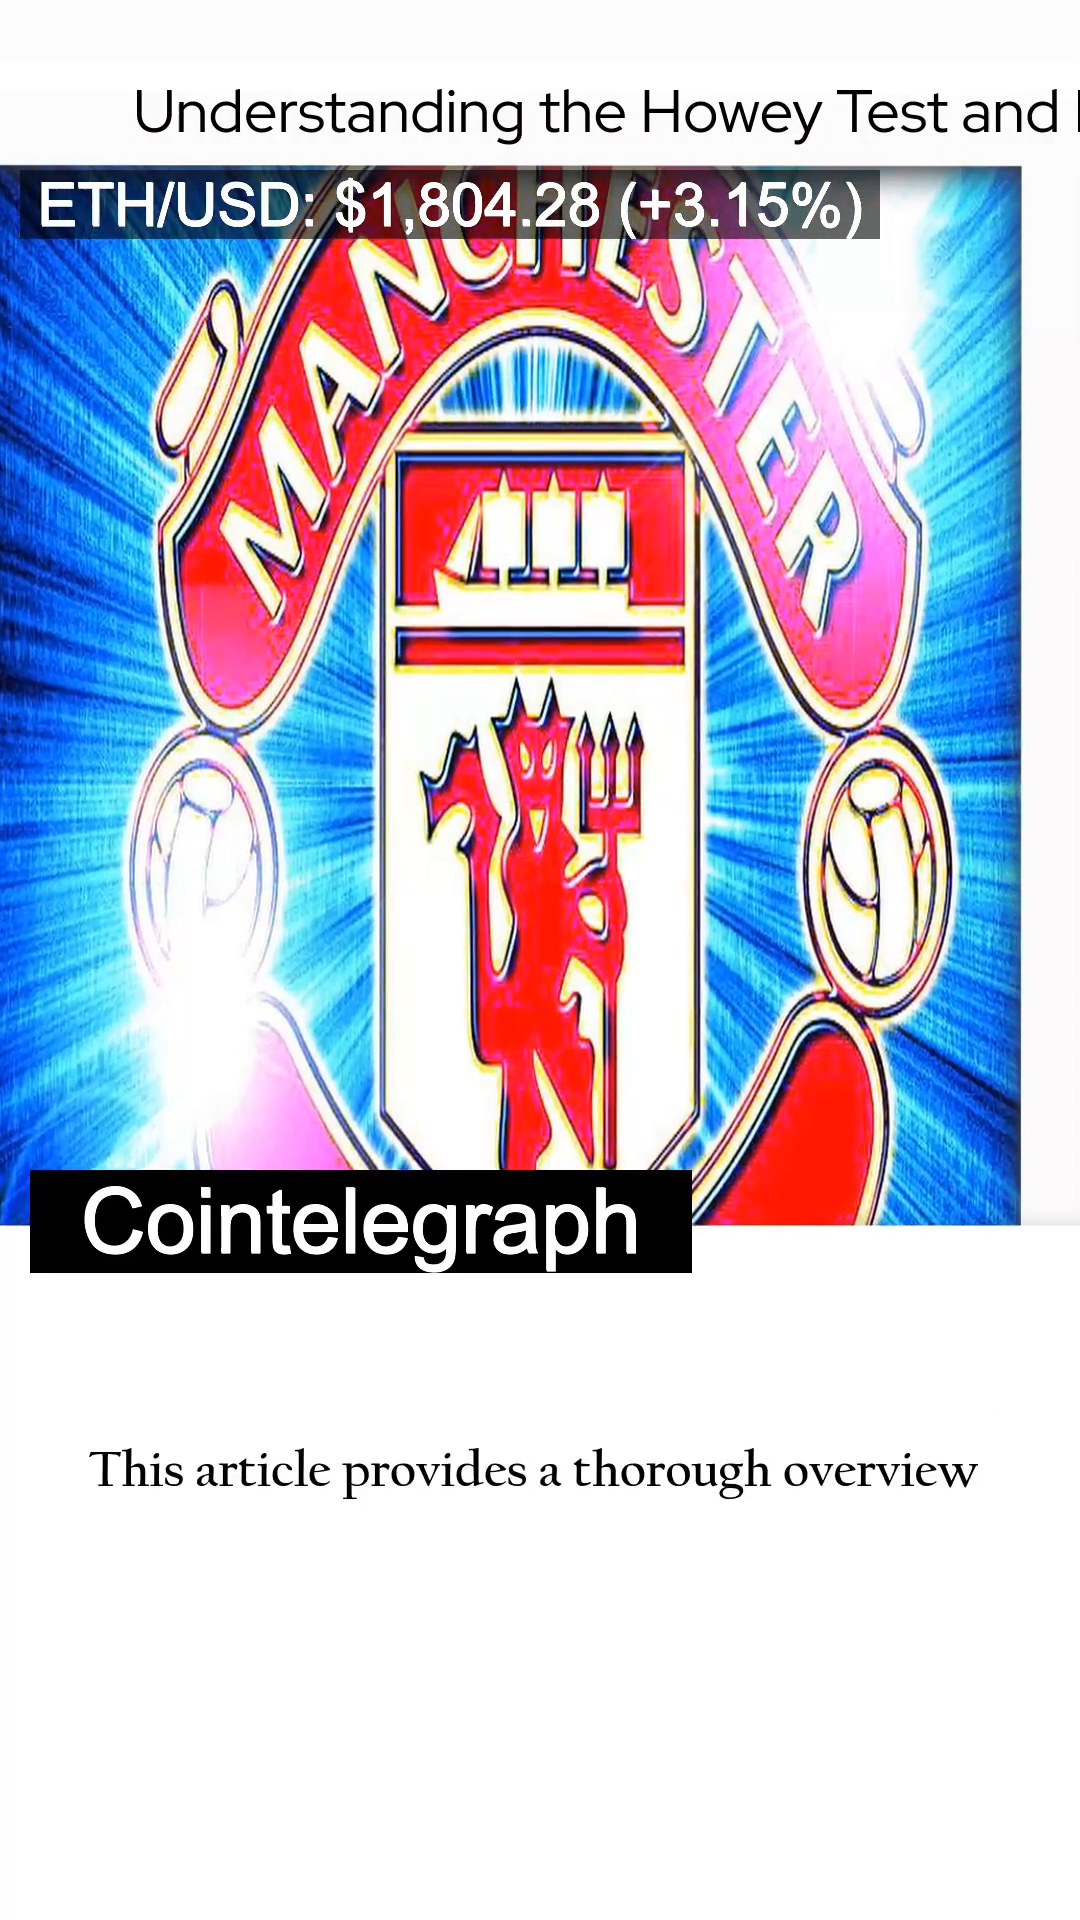 Understanding the Howey Test and
ETH/USD: $1,804.28 (+3.15%)
MANCHESTER
Cointelegraph
This article provides a thorough overview